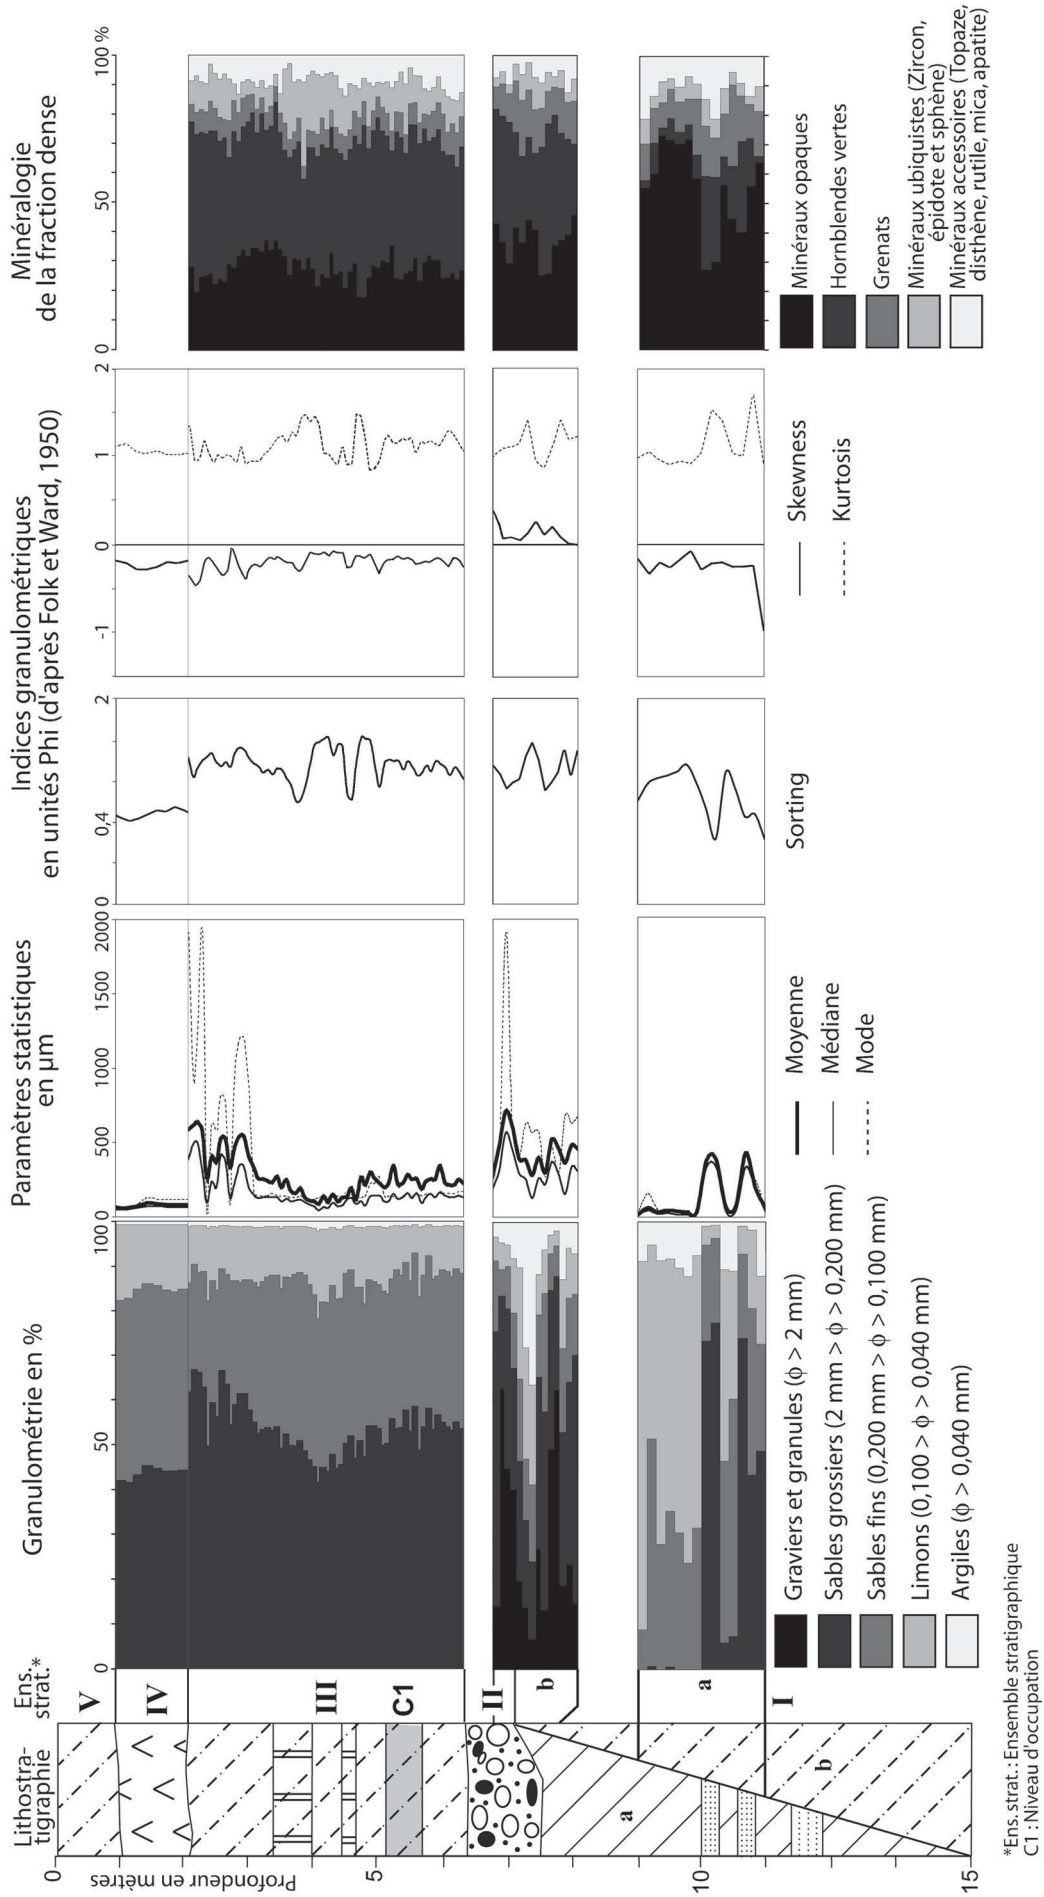 Lithostra-
tigraphie
Ens.
strat.*
Granulométrie en %
Paramètres statistiques
en µm
Indices granulométriques
en unités Phi (d'après Folk et Ward, 1950)
Minéralogie
de la fraction dense
0 50 100
0 500 1000 1500 2000
0 0,4 2
-1 0 1 2
0 50 100 %
Profondeur en mètres
0
5
10
15
V
IV
III
C1
II
b
a
I
a
b
Graviers et granules (ϕ > 2 mm)
Sables grossiers (2 mm > ϕ > 0,200 mm)
Sables fins (0,200 mm > ϕ > 0,100 mm)
Limons (0,100 > ϕ > 0,040 mm)
Argiles (ϕ > 0,040 mm)
Moyenne
Médiane
Mode
Sorting
Skewness
Kurtosis
Minéraux opaques
Hornblendes vertes
Grenats
Minéraux ubiquistes (Zircon,
épidote et sphène)
Minéraux accessoires (Topaze,
disthène, rutile, mica, apatite)
*Ens. strat. : Ensemble stratigraphique
C1 : Niveau d'occupation